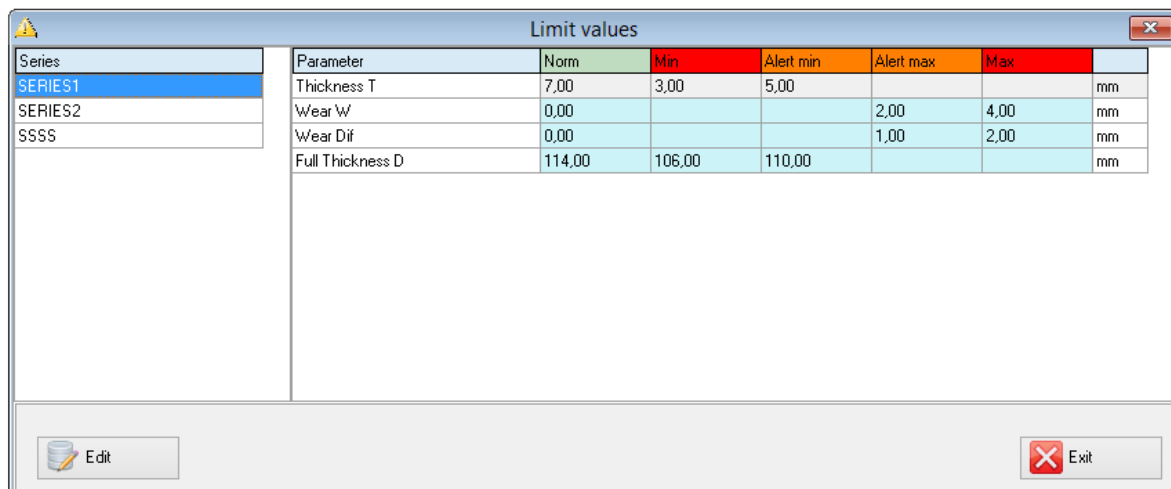 Limit values
Series
SERIES1
SERIES2
SSSS
Parameter Norm Min Alert min Alert max Max
Thickness T 7,00 3,00 5,00 mm
Wear W 0,00 2,00 4,00 mm
Wear Dif 0,00 1,00 2,00 mm
Full Thickness D 114,00 106,00 110,00 mm
Edit
Exit